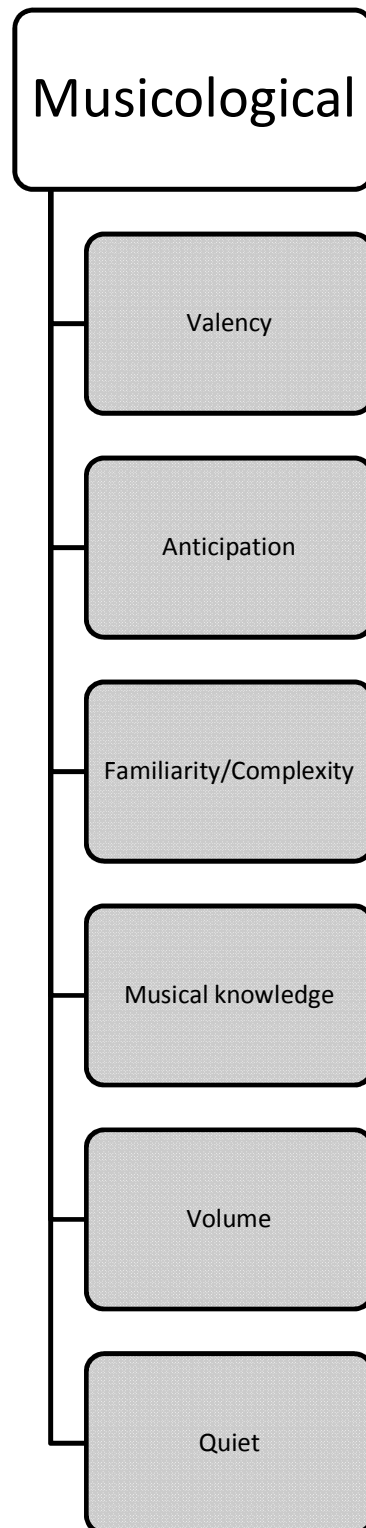 Musicological
Valency
Anticipation
Familiarity/Complexity
Musical knowledge
Volume
Quiet